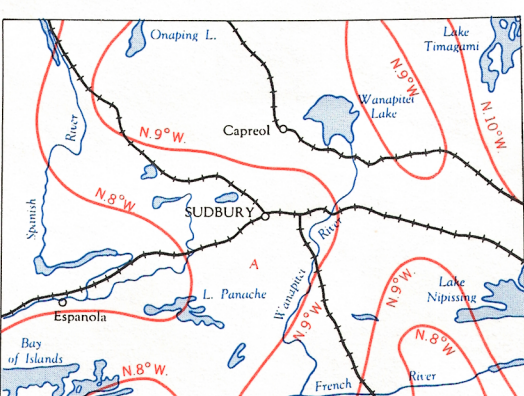 Onaping L.
Lake
Timagami
N.9°W.
Wanapitei
Lake
N.10°W.
River
Capreol
N.9°W.
N.8°W.
Spanish
SUDBURY
River
A
Wanapitei
L. Panache
N.9°W.
N.9°W.
Lake
Nipissing
Espanola
N.8°W.
Bay
of Islands
N.8°W.
French
River